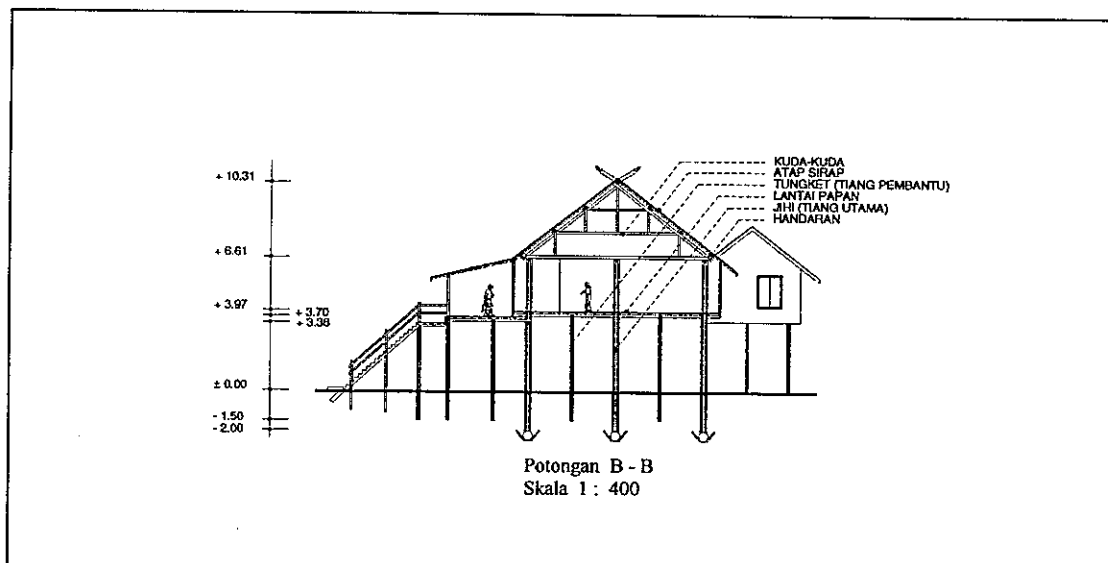 + 10.31
+ 6.61
+ 3.97
+ 3.70
+ 3.38
± 0.00
- 1.50
- 2.00
KUDA-KUDA
ATAP SIRAP
TUNGKET (TIANG PEMBANTU)
LANTAI PAPAN
JIHI (TIANG UTAMA)
HANDARAN
Potongan B - B
Skala 1 : 400